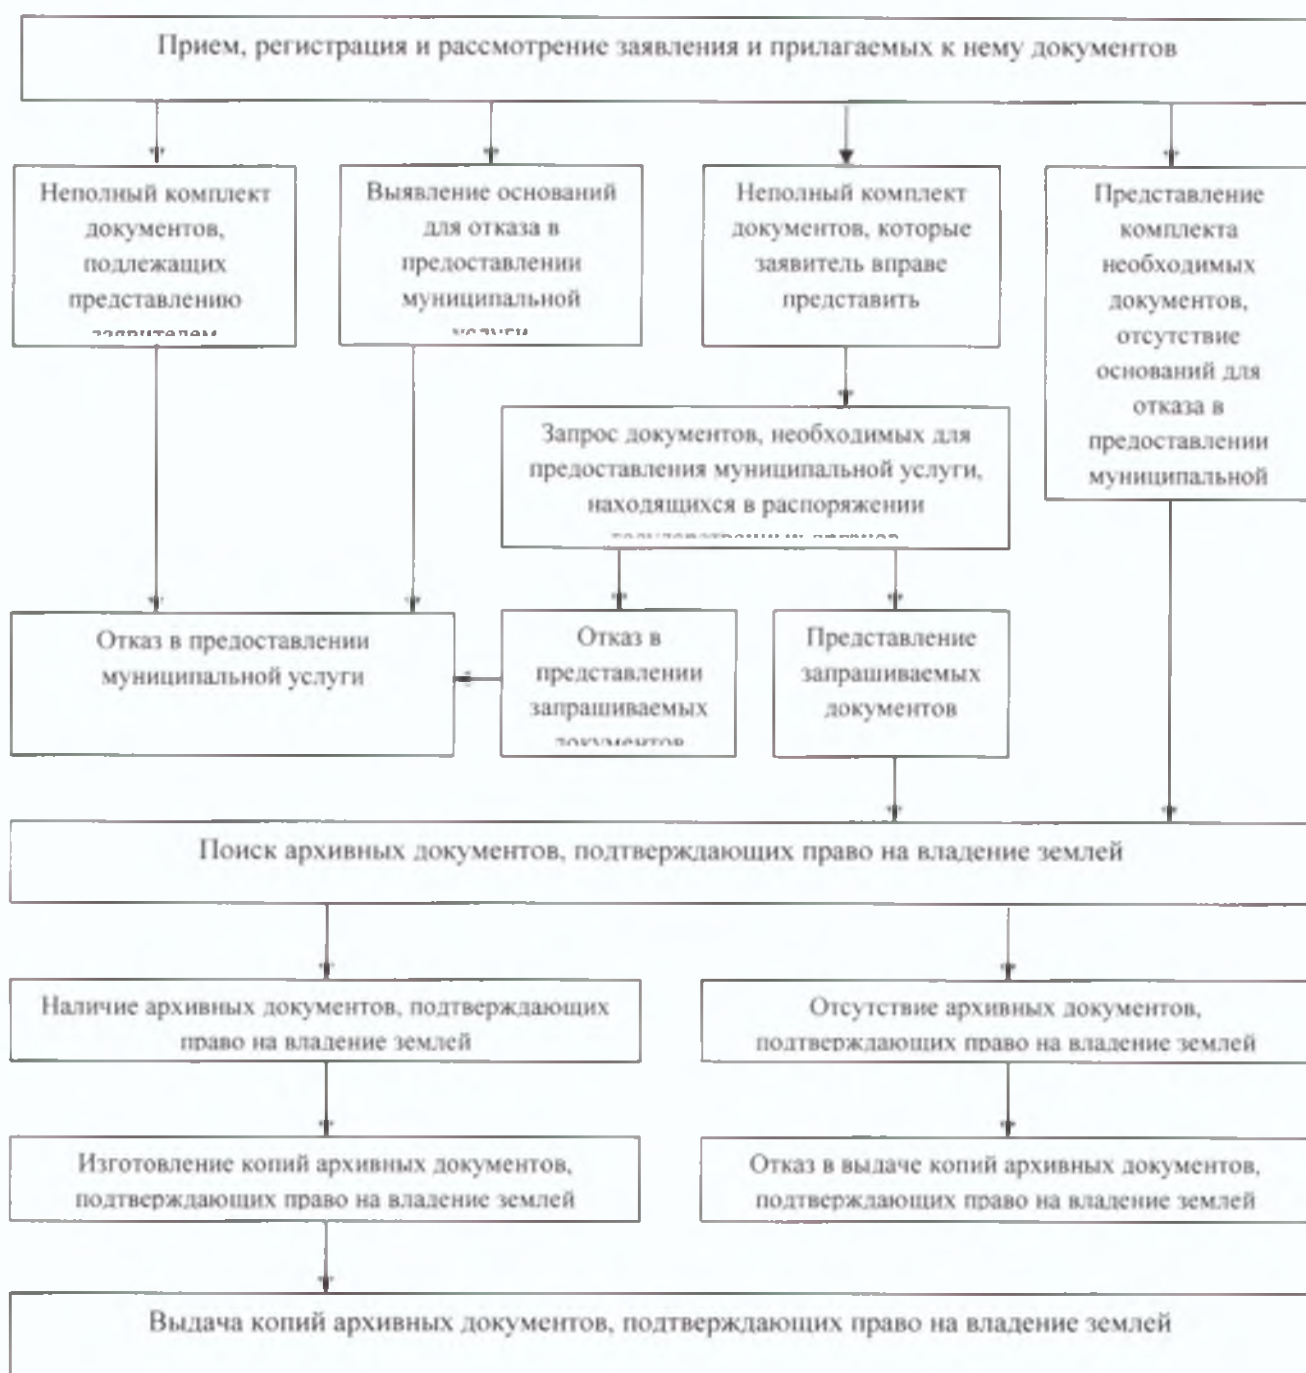 Прием, регистрация и рассмотрение заявления и прилагаемых к нему документов
Неполный комплект
документов,
подлежащих
представлению
заявителем
Выявление оснований
для отказа в
предоставлении
муниципальной
услуги
Неполный комплект
документов, которые
заявитель вправе
представить
Представление
комплекта
необходимых
документов,
отсутствие
оснований для
отказа в
предоставлении
муниципальной
Запрос документов, необходимых для
предоставления муниципальной услуги,
находящихся в распоряжении
Отказ в предоставлении
муниципальной услуги
Отказ в
представлении
запрашиваемых
документов
Представление
запрашиваемых
документов
Поиск архивных документов, подтверждающих право на владение землей
Наличие архивных документов, подтверждающих
право на владение землей
Отсутствие архивных документов,
подтверждающих право на владение землей
Изготовление копий архивных документов,
подтверждающих право на владение землей
Отказ в выдаче копий архивных документов,
подтверждающих право на владение землей
Выдача копий архивных документов, подтверждающих право на владение землей